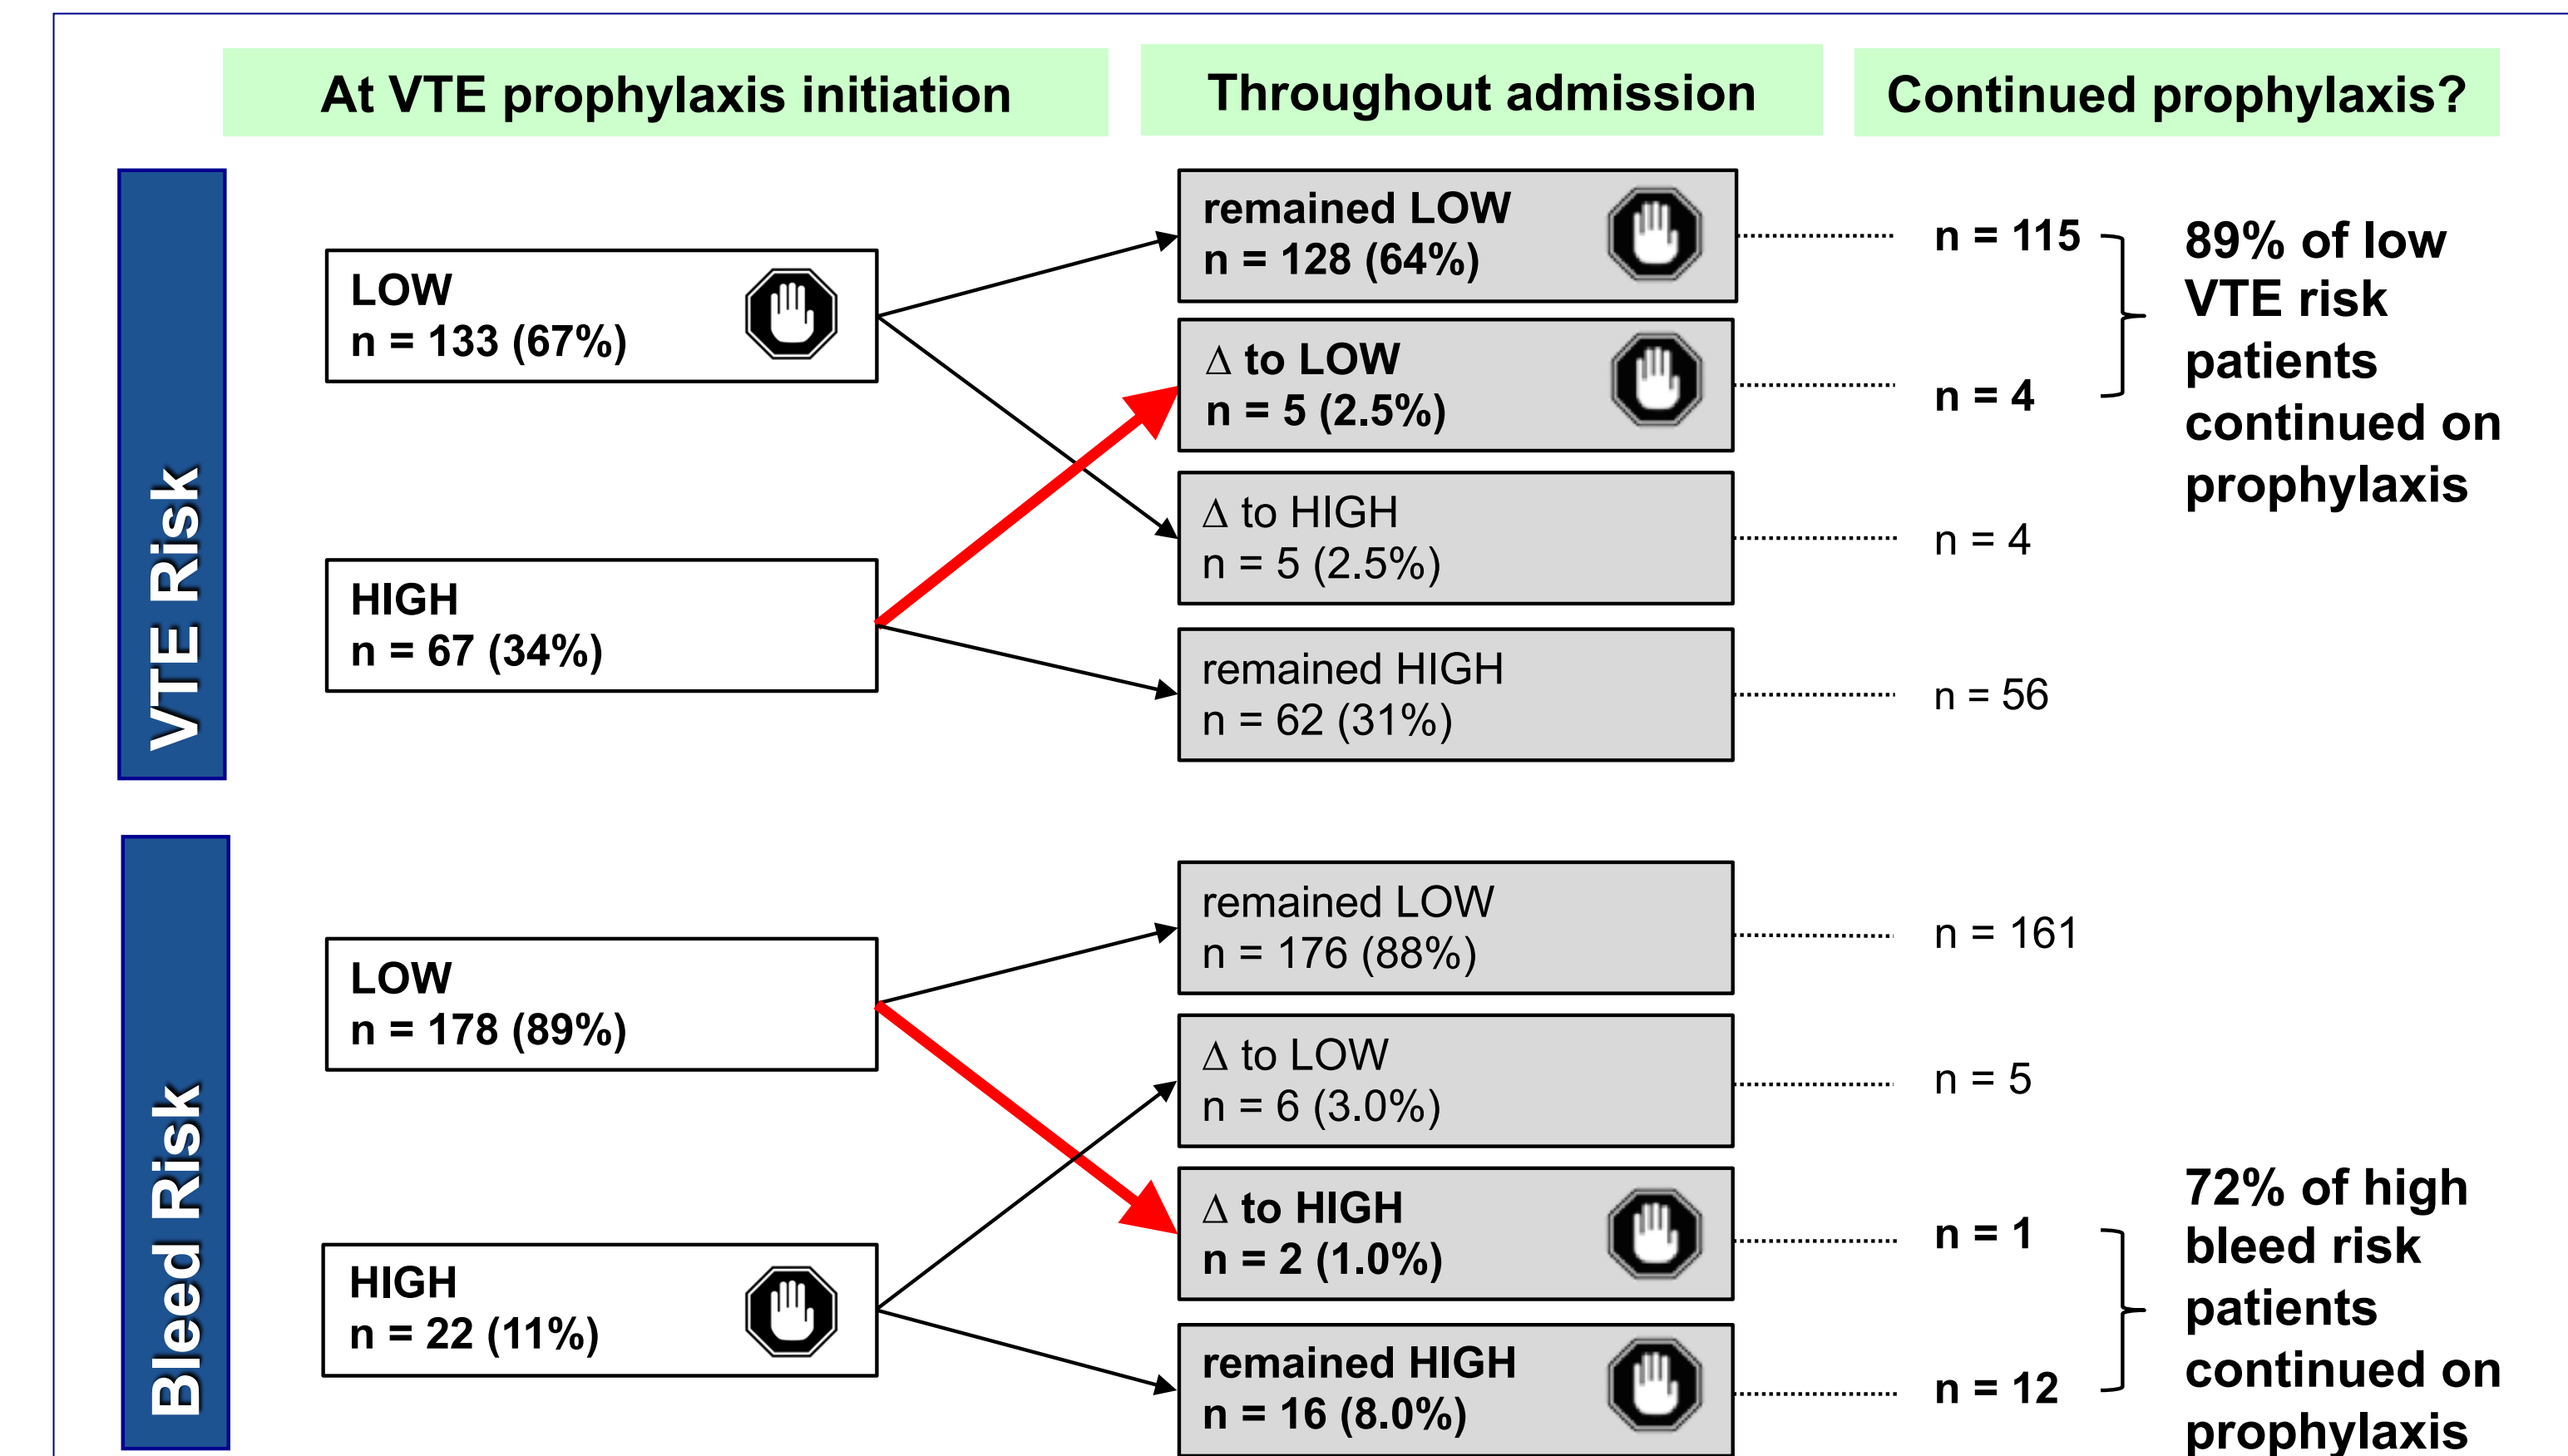 At VTE prophylaxis initiation
Throughout admission
Continued prophylaxis?
VTE Risk
LOW
n = 133 (67%)
HIGH
n = 67 (34%)
remained LOW
n = 128 (64%)
Δ to LOW
n = 5 (2.5%)
Δ to HIGH
n = 5 (2.5%)
remained HIGH
n = 62 (31%)
n = 115
n = 4
n = 4
n = 56
89% of low
VTE risk
patients
continued on
prophylaxis
Bleed Risk
LOW
n = 178 (89%)
HIGH
n = 22 (11%)
remained LOW
n = 176 (88%)
Δ to LOW
n = 6 (3.0%)
Δ to HIGH
n = 2 (1.0%)
remained HIGH
n = 16 (8.0%)
n = 161
n = 5
n = 1
n = 12
72% of high
bleed risk
patients
continued on
prophylaxis